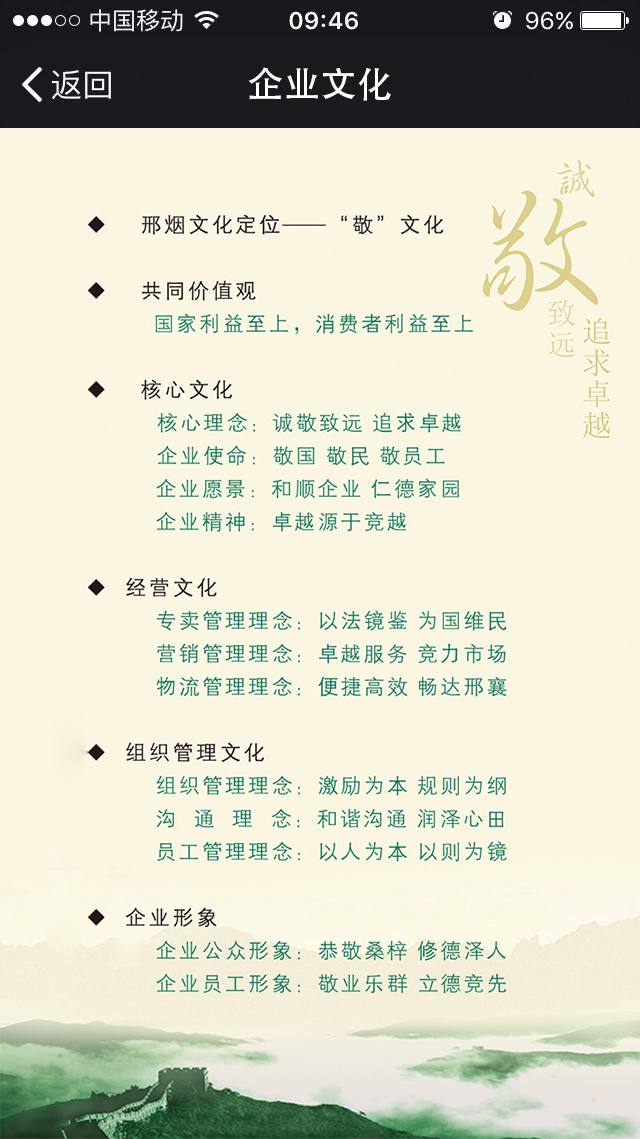 中国移动 09:46 96%
返回 企业文化
誠
敬
致远
追求卓越
◆ 邢烟文化定位——“敬”文化
◆ 共同价值观
国家利益至上，消费者利益至上
◆ 核心文化
核心理念：诚敬致远 追求卓越
企业使命：敬国 敬民 敬员工
企业愿景：和顺企业 仁德家园
企业精神：卓越源于竞越
◆ 经营文化
专卖管理理念：以法镜鉴 为国维民
营销管理理念：卓越服务 竞力市场
物流管理理念：便捷高效 畅达邢襄
◆ 组织管理文化
组织管理理念：激励为本 规则为纲
沟通理念：和谐沟通 润泽心田
员工管理理念：以人为本 以则为镜
◆ 企业形象
企业公众形象：恭敬桑梓 修德泽人
企业员工形象：敬业乐群 立德竞先